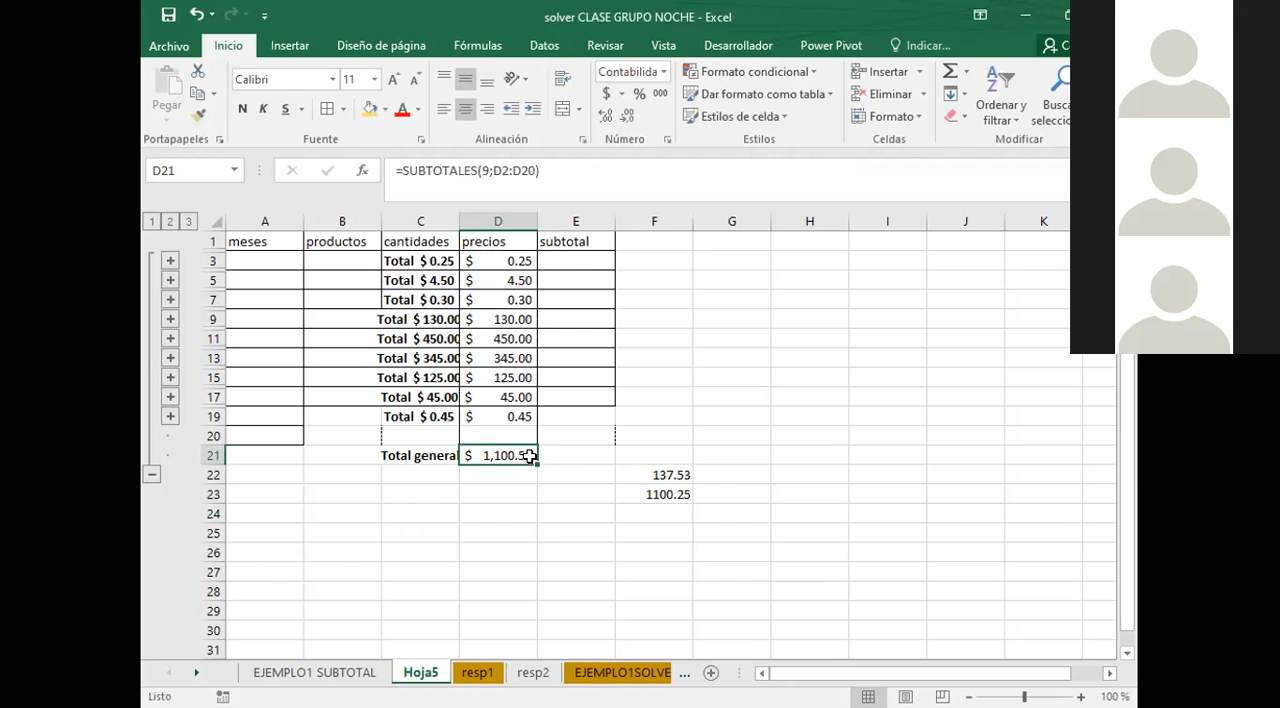 solver CLASE GRUPO NOCHE - Excel
Archivo Inicio Insertar Diseño de página Fórmulas Datos Revisar Vista Desarrollador Power Pivot Indicar...
Pegar
Calibri 11
N K S
Contabilida
$ % 000
Formato condicional
Dar formato como tabla
Estilos de celda
Insertar
Eliminar
Formato
Ordenar y filtrar
Portapapeles Fuente Alineación Número Estilos Celdas Modificar
D21 fx =SUBTOTALES(9;D2:D20)
1 2 3 A B C D E F G H I J K
1 meses productos cantidades precios subtotal
3 Total $ 0.25 $ 0.25
5 Total $ 4.50 $ 4.50
7 Total $ 0.30 $ 0.30
9 Total $ 130.00 $ 130.00
11 Total $ 450.00 $ 450.00
13 Total $ 345.00 $ 345.00
15 Total $ 125.00 $ 125.00
17 Total $ 45.00 $ 45.00
19 Total $ 0.45 $ 0.45
20
21 Total general $ 1,100.
22 137.53
23 1100.25
24
25
26
27
28
29
30
31
EJEMPLO1 SUBTOTAL Hoja5 resp1 resp2 EJEMPLO1SOLVE ...
Listo 100 %